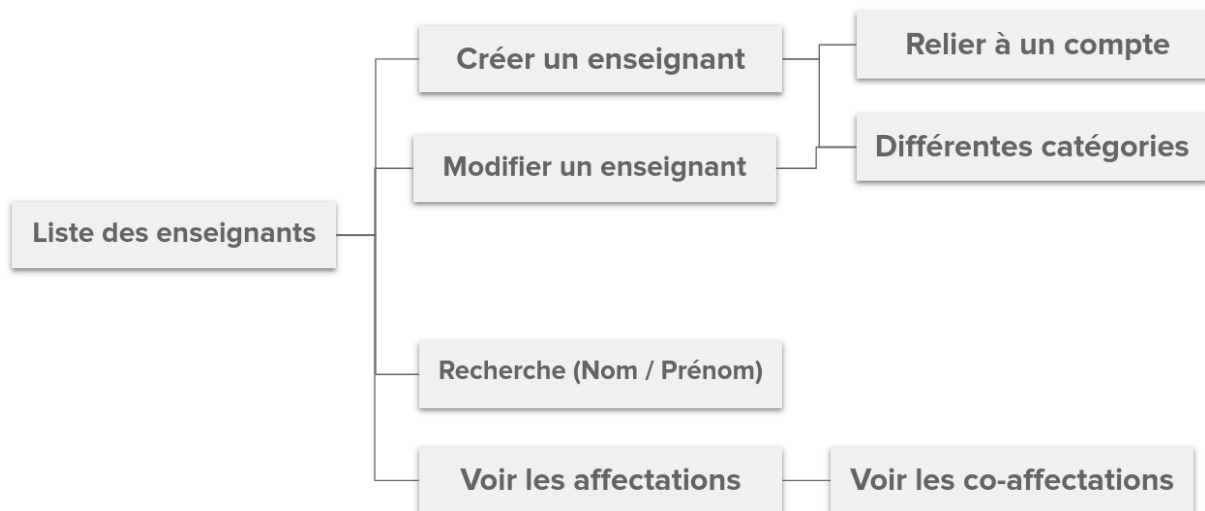 Créer un enseignant
Relier à un compte
Modifier un enseignant
Différentes catégories
Liste des enseignants
Recherche (Nom / Prénom)
Voir les affectations
Voir les co-affectations